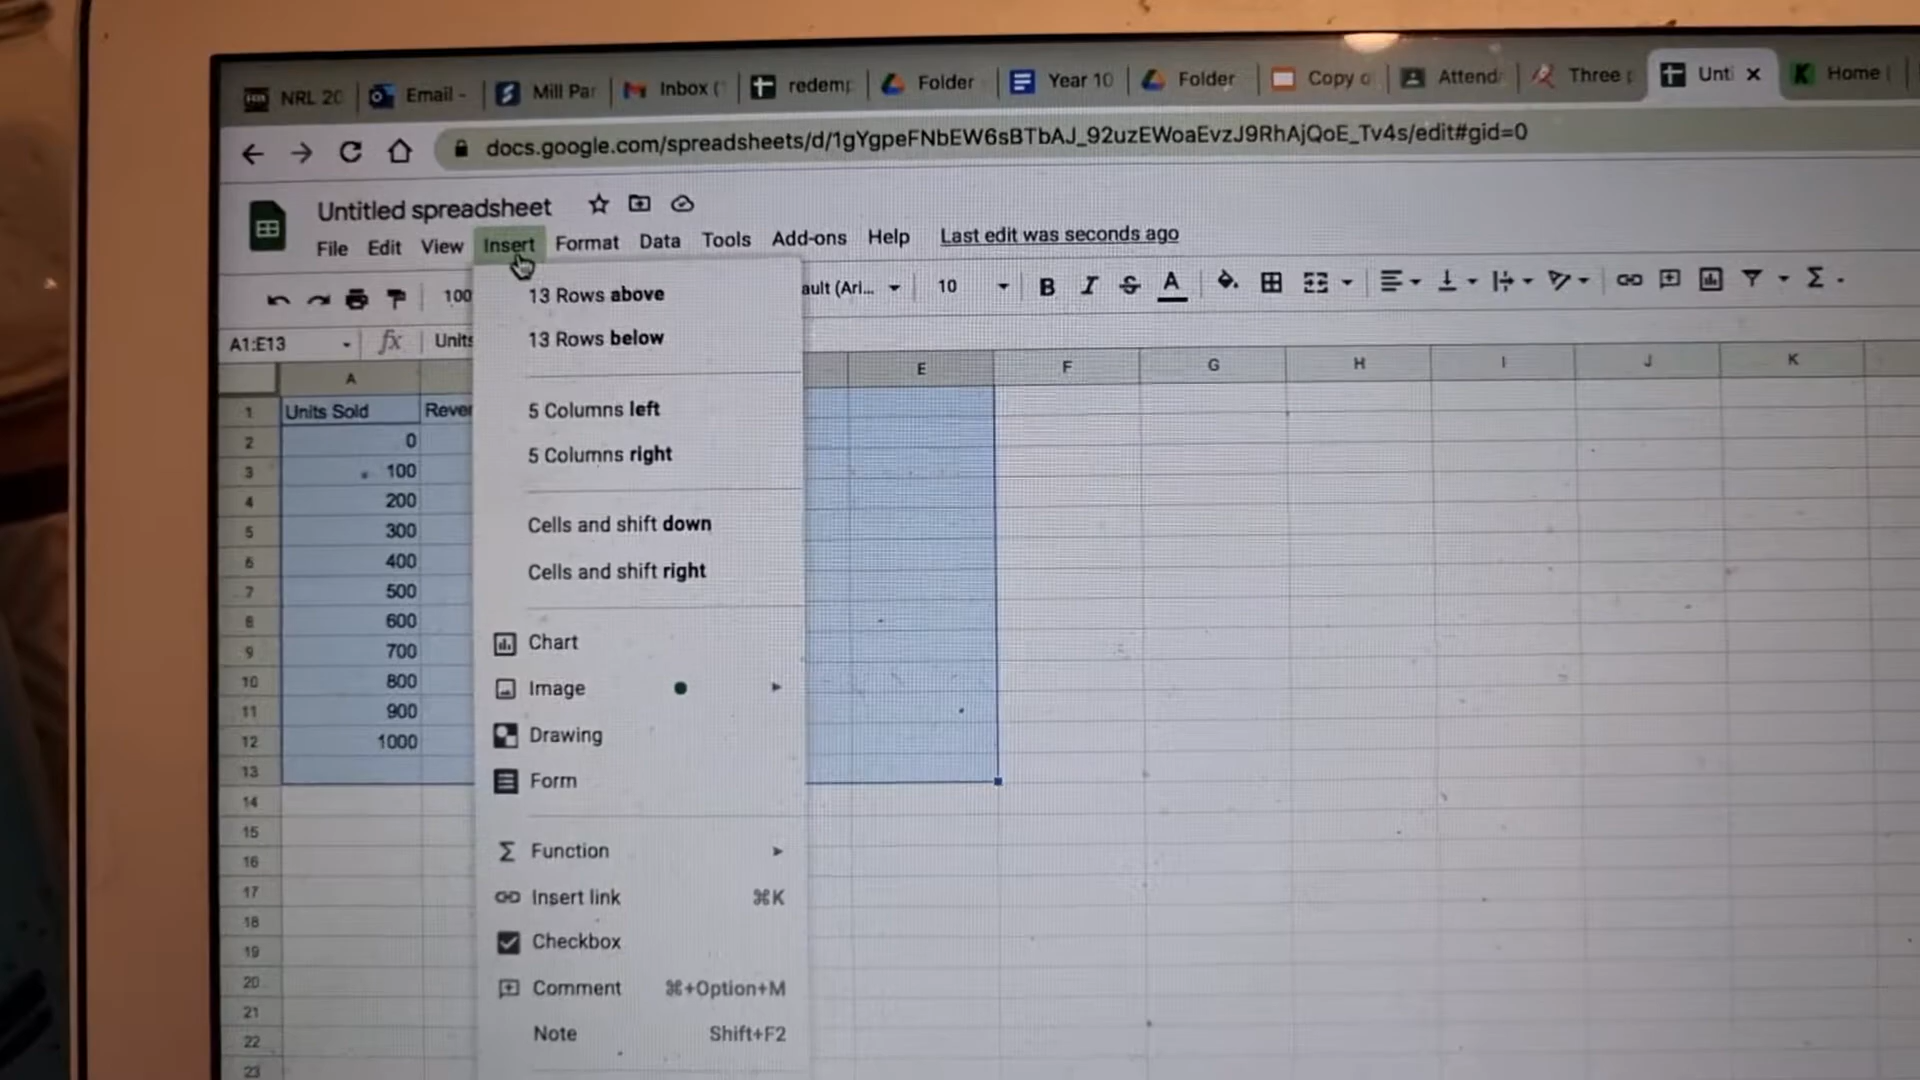 NRL 20 Email - Mill Par Inbox ( redemp Folder Year 10 Folder Copy o Attend Three Unti Home
docs.google.com/spreadsheets/d/1gYgpeFNbEW6sBTbAJ_92uzEWoaEvzJ9RhAjQoE_Tv4s/edit#gid=0
Untitled spreadsheet
File Edit View Insert Format Data Tools Add-ons Help Last edit was seconds ago
100 ault (Ari... 10 B I S A Σ
A1:E13 fx Units
E F G H I J K
A
1 Units Sold Rever
2 0
3 100
4 200
5 300
6 400
7 500
8 600
9 700
10 800
11 900
12 1000
13
14
15
16
17
18
19
20
21
22
23
13 Rows above
13 Rows below
5 Columns left
5 Columns right
Cells and shift down
Cells and shift right
Chart
Image
Drawing
Form
Σ Function
Insert link ⌘K
Checkbox
Comment ⌘+Option+M
Note Shift+F2